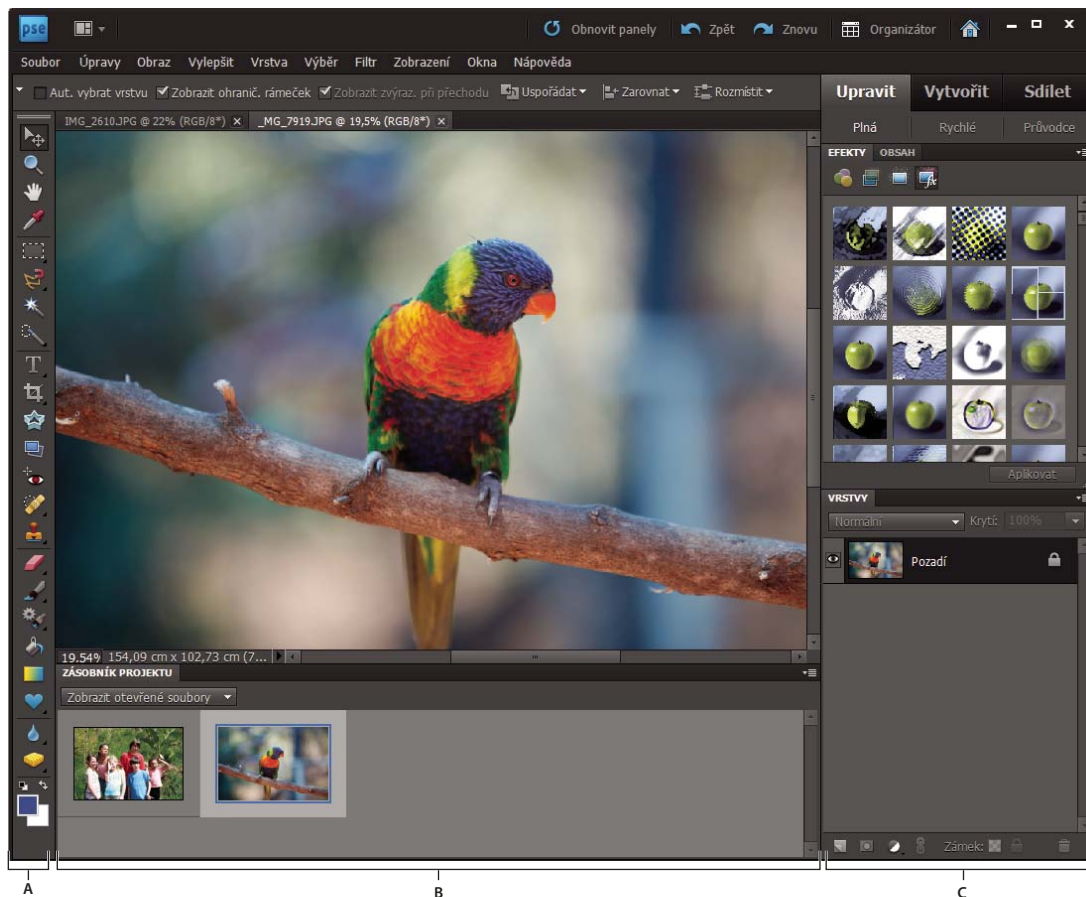 pse Obnovit panely Zpět Znovu Organizátor
Soubor Úpravy Obraz Vylepšit Vrstva Výběr Filtr Zobrazení Okna Nápověda
Aut. vybrat vrstvu Zobrazit ohranič. rámeček Zobrazit zvýraz. při přechodu Uspořádat Zarovnat Rozmístit
Upravit Vytvořit Sdílet
Plná Rychlé Průvodce
IMG_2610.JPG @ 22% (RGB/8*) x _MG_7919.JPG @ 19,5% (RGB/8*) x
EFEKTY OBSAH
fx
T
Aplikovat
VRSTVY
Normální Krytí: 100%
Pozadí
19.54% 154,09 cm x 102,73 cm (7...
ZÁSOBNÍK PROJEKTU
Zobrazit otevřené soubory
Zámek:
A B C